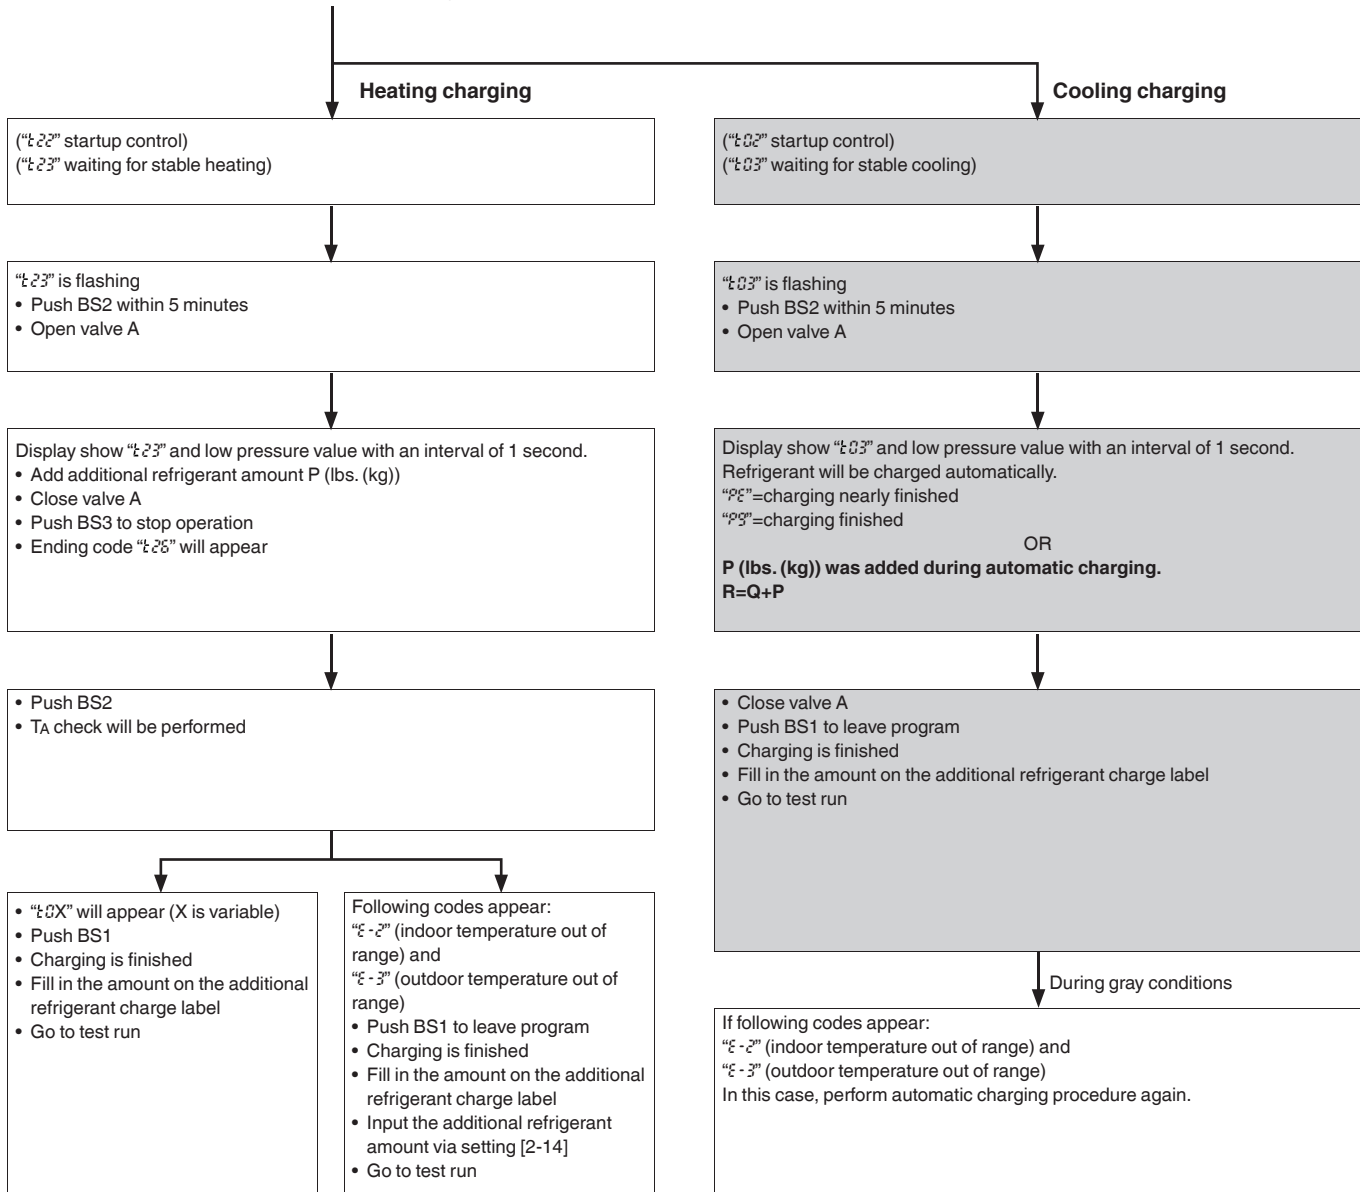 Heating charging
("t22" startup control)
("t23" waiting for stable heating)
"t23" is flashing
• Push BS2 within 5 minutes
• Open valve A
Display show "t23" and low pressure value with an interval of 1 second.
• Add additional refrigerant amount P (lbs. (kg))
• Close valve A
• Push BS3 to stop operation
• Ending code "t26" will appear
• Push BS2
• TA check will be performed
• "t0X" will appear (X is variable)
• Push BS1
• Charging is finished
• Fill in the amount on the additional
refrigerant charge label
• Go to test run
Following codes appear:
"E-2" (indoor temperature out of
range) and
"E-3" (outdoor temperature out of
range)
• Push BS1 to leave program
• Charging is finished
• Fill in the amount on the additional
refrigerant charge label
• Input the additional refrigerant
amount via setting [2-14]
• Go to test run
Cooling charging
("t02" startup control)
("t03" waiting for stable cooling)
"t03" is flashing
• Push BS2 within 5 minutes
• Open valve A
Display show "t03" and low pressure value with an interval of 1 second.
Refrigerant will be charged automatically.
"PE"=charging nearly finished
"P9"=charging finished
OR
P (lbs. (kg)) was added during automatic charging.
R=Q+P
• Close valve A
• Push BS1 to leave program
• Charging is finished
• Fill in the amount on the additional refrigerant charge label
• Go to test run
During gray conditions
If following codes appear:
"E-2" (indoor temperature out of range) and
"E-3" (outdoor temperature out of range)
In this case, perform automatic charging procedure again.